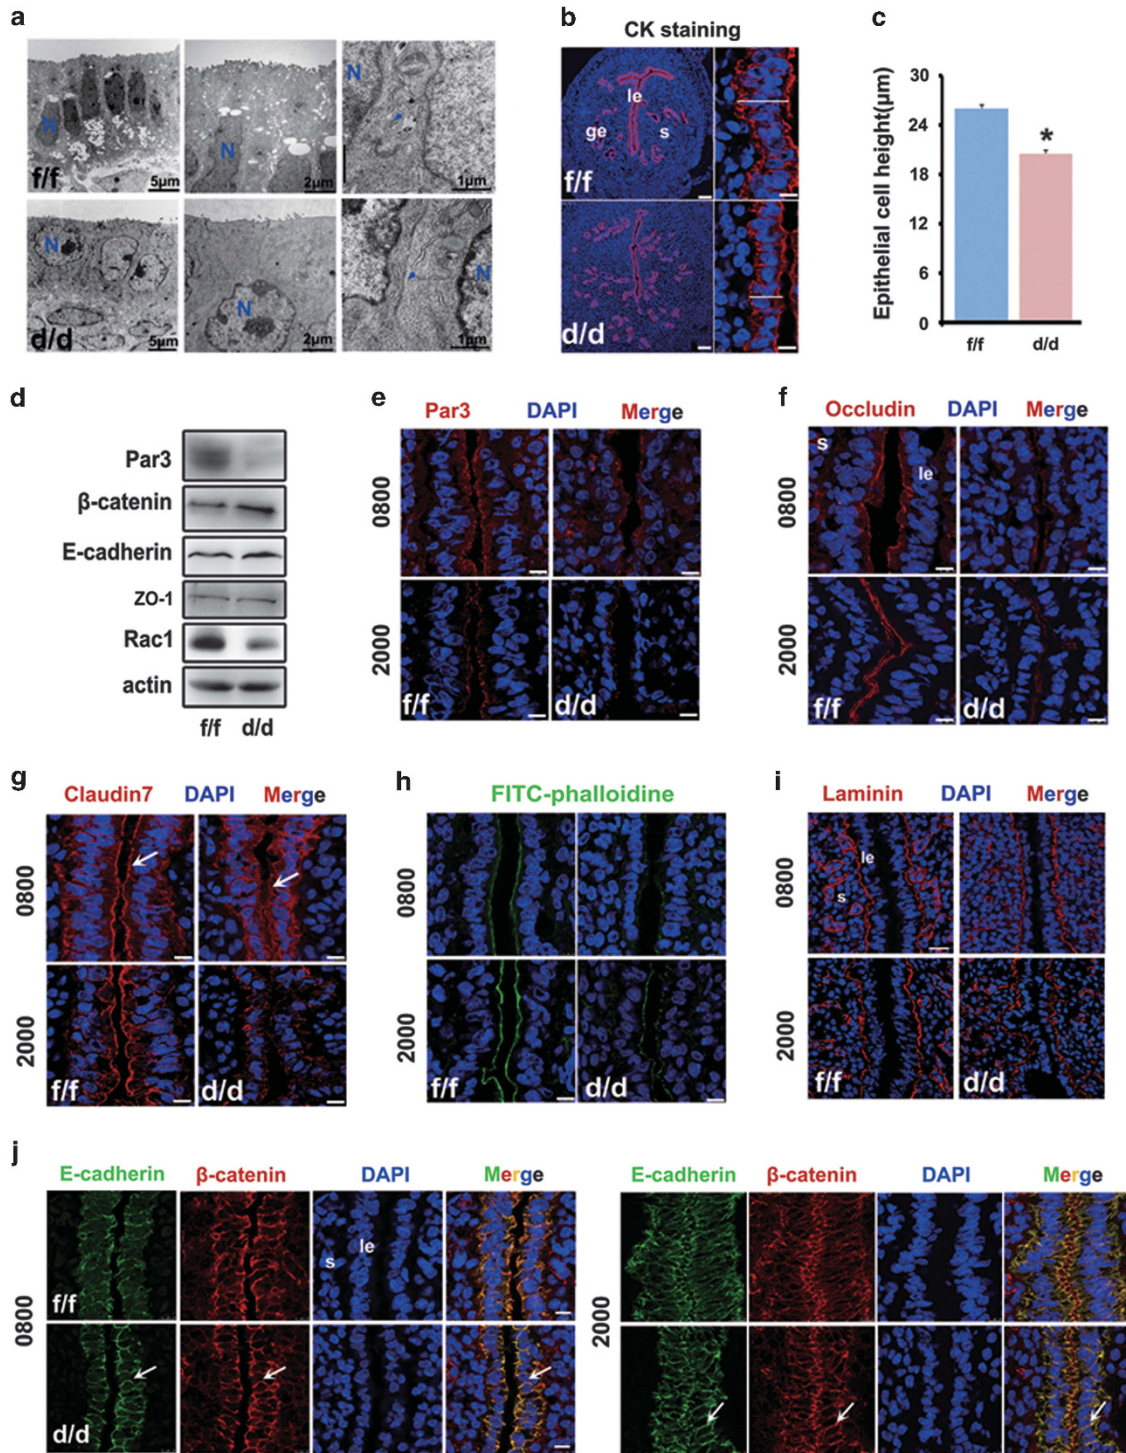 a
N
f/f
5μm
N
2μm
N
1μm
N
d/d
5μm
N
2μm
N
1μm
b
CK staining
le
ge
s
f/f
d/d
c
Epithelial cell height(μm)
30
24
18
12
6
0
*
f/f
d/d
d
Par3
β-catenin
E-cadherin
ZO-1
Rac1
actin
f/f
d/d
e
Par3 DAPI Merge
0800
2000
f/f
d/d
f
Occludin DAPI Merge
0800
s
le
2000
f/f
d/d
g
Claudin7 DAPI Merge
0800
2000
f/f
d/d
h
FITC-phalloidine
0800
2000
f/f
d/d
i
Laminin DAPI Merge
0800
le
s
2000
f/f
d/d
j
E-cadherin β-catenin DAPI Merge
0800
f/f
s
le
d/d
E-cadherin β-catenin DAPI Merge
2000